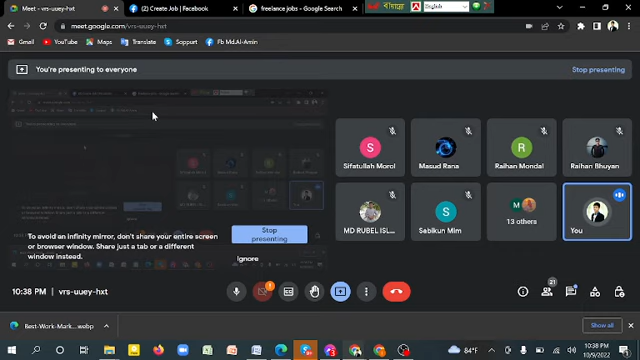 Meet – vrs-uuey-hxt
(2) Create Job | Facebook
freelance jobs - Google Search
English
meet.google.com/vrs-uuey-hxt
Gmail
YouTube
Maps
Translate
Soppurt
Fb Md.Al-Amin
You're presenting to everyone
Stop presenting
S
R
Sifatullah Morol
Masud Rana
Raihan Mondal
Raihan Bhuyan
To avoid an infinity mirror, don't share your entire
screen or browser window. Share just a tab or a different
window instead.
Stop
presenting
Ignore
S
M
MD RUBEL ISL...
Sabikun Mim
13 others
You
10:38 PM | vrs-uuey-hxt
21
Best-Work-Mark....webp
Show all
84°F
10:38 PM
10/9/2022